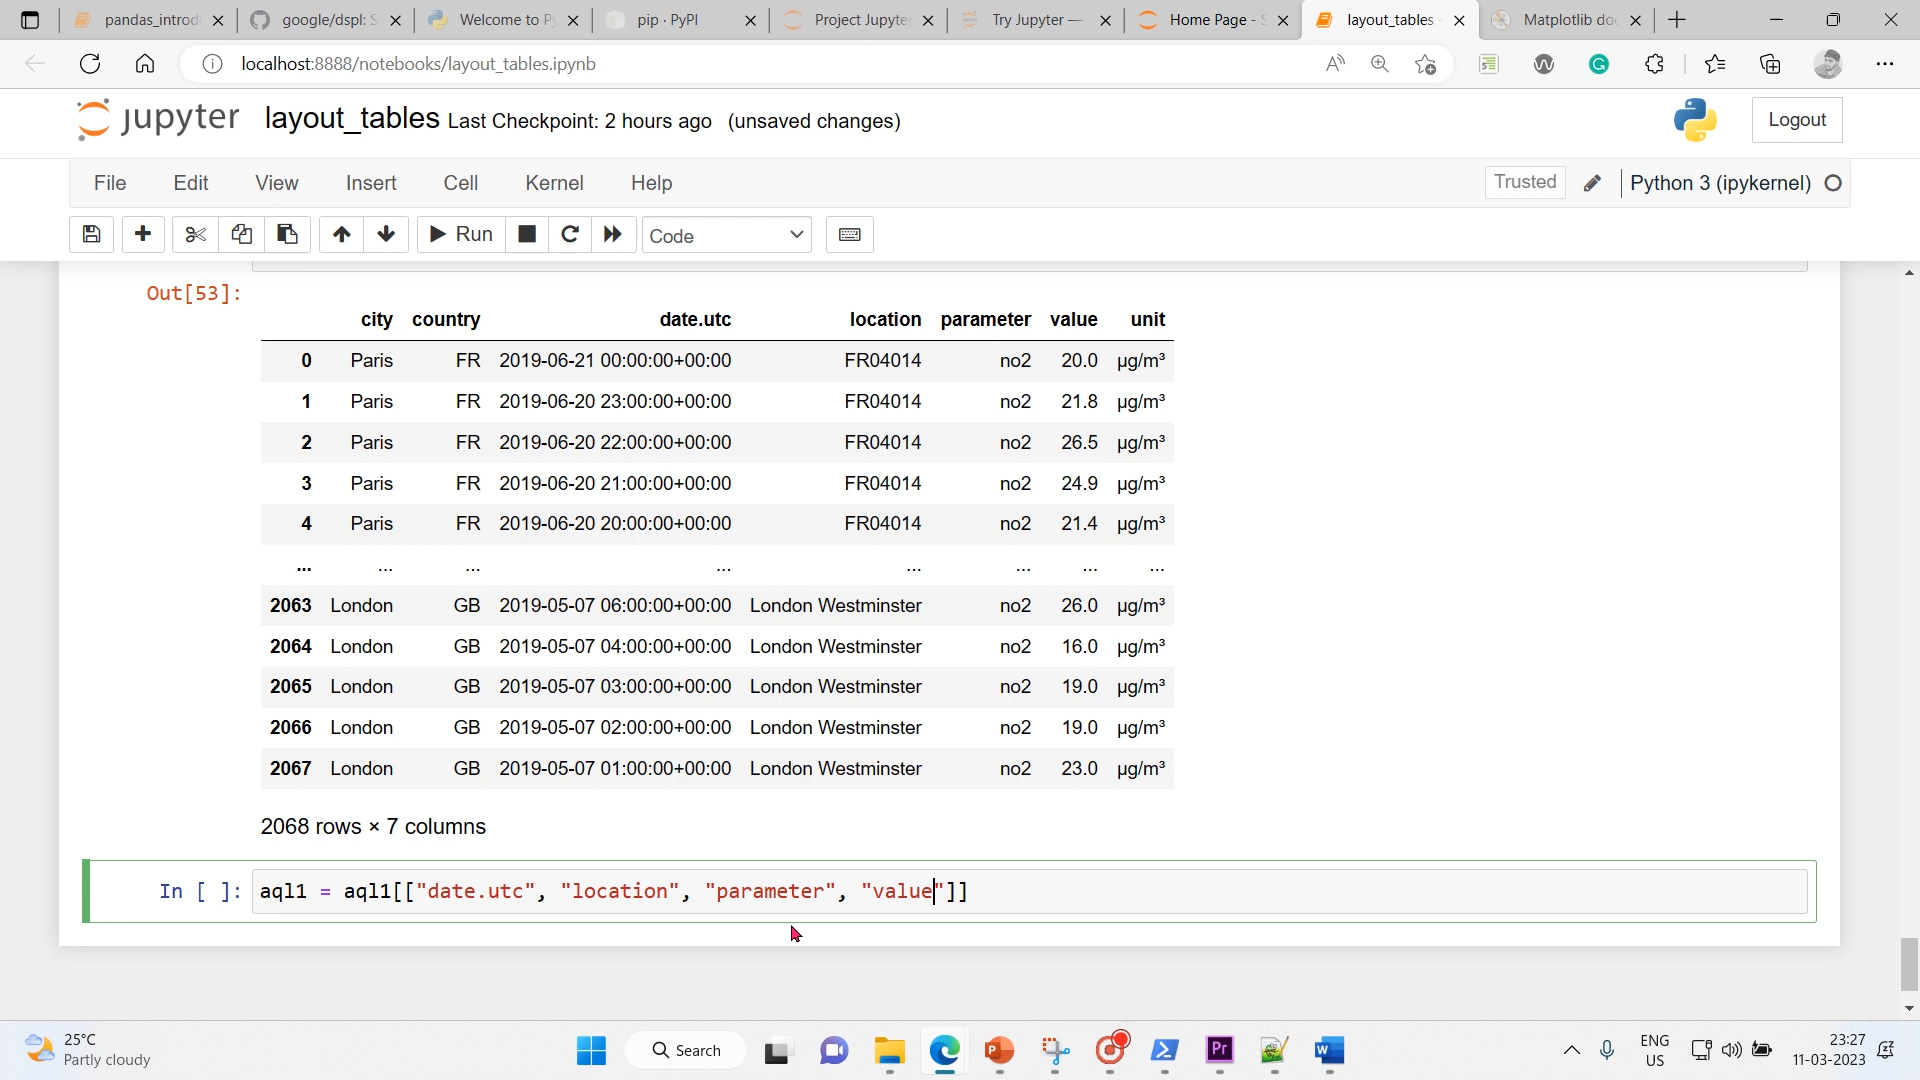 pandas_introd
google/dspl: S
Welcome to Py
pip · PyPI
Project Jupyter
Try Jupyter —
Home Page - S
layout_tables -
Matplotlib doc
localhost:8888/notebooks/layout_tables.ipynb
jupyter layout_tables Last Checkpoint: 2 hours ago (unsaved changes)
Logout
File Edit View Insert Cell Kernel Help
Trusted Python 3 (ipykernel)
Run Code
Out[53]:
city country date.utc location parameter value unit
0 Paris FR 2019-06-21 00:00:00+00:00 FR04014 no2 20.0 µg/m³
1 Paris FR 2019-06-20 23:00:00+00:00 FR04014 no2 21.8 µg/m³
2 Paris FR 2019-06-20 22:00:00+00:00 FR04014 no2 26.5 µg/m³
3 Paris FR 2019-06-20 21:00:00+00:00 FR04014 no2 24.9 µg/m³
4 Paris FR 2019-06-20 20:00:00+00:00 FR04014 no2 21.4 µg/m³
... ... ... ... ... ... ... ...
2063 London GB 2019-05-07 06:00:00+00:00 London Westminster no2 26.0 µg/m³
2064 London GB 2019-05-07 04:00:00+00:00 London Westminster no2 16.0 µg/m³
2065 London GB 2019-05-07 03:00:00+00:00 London Westminster no2 19.0 µg/m³
2066 London GB 2019-05-07 02:00:00+00:00 London Westminster no2 19.0 µg/m³
2067 London GB 2019-05-07 01:00:00+00:00 London Westminster no2 23.0 µg/m³
2068 rows × 7 columns
In [ ]: aql1 = aql1[["date.utc", "location", "parameter", "value"]]
25°C
Partly cloudy
Search
Pr
ENG
US
23:27
11-03-2023